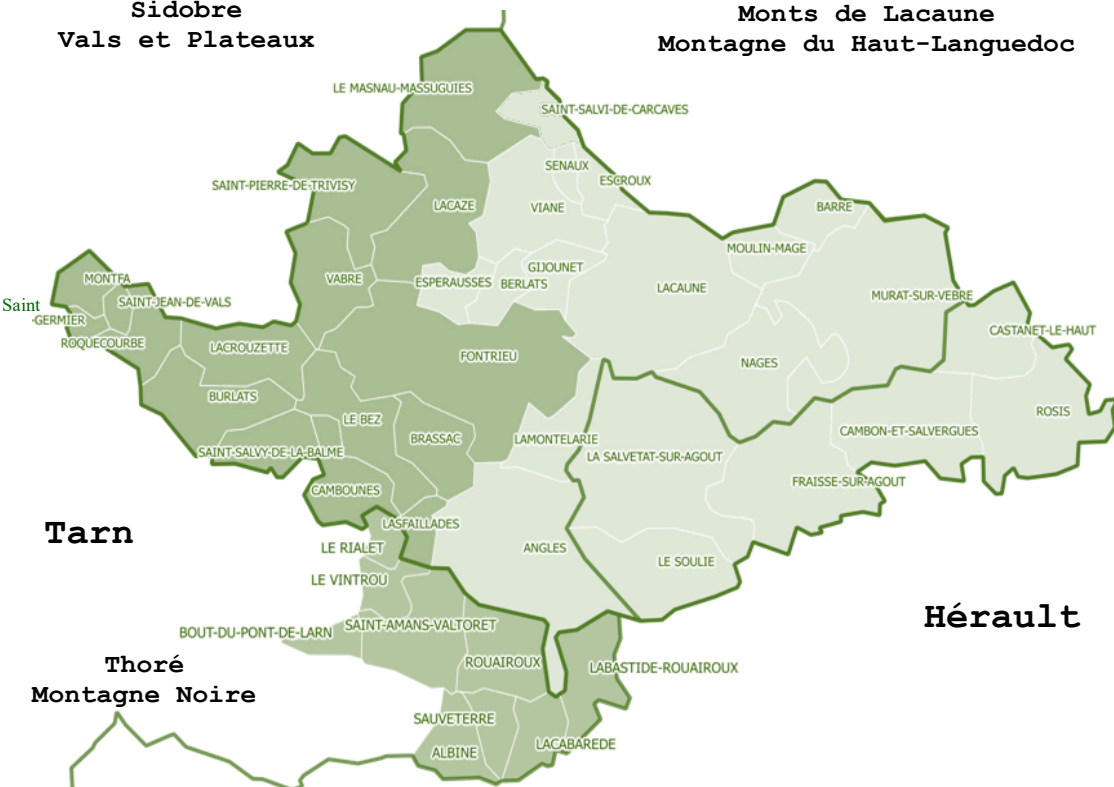 Sidobre
Vals et Plateaux
Monts de Lacaune
Montagne du Haut-Languedoc
LE MASNAU-MASSUGUIES
SAINT-SALVI-DE-CARCAVES
SENAUX
ESCROUX
SAINT-PIERRE-DE-TRIVISY
LACAZE
VIANE
BARRE
MOULIN-MAGE
GIJOUNET
MONTFA
VABRE
ESPERAUSSES
BERLATS
LACAUNE
MURAT-SUR-VEBRE
Saint
-GERMIER
SAINT-JEAN-DE-VALS
CASTANET-LE-HAUT
ROQUECOURBE
LACROUZETTE
FONTRIEU
NAGES
BURLATS
LE BEZ
ROSIS
BRASSAC
LAMONTELARIE
CAMBON-ET-SALVERGUES
SAINT-SALVY-DE-LA-BALME
LA SALVETAT-SUR-AGOUT
CAMBOUNES
FRAISSE-SUR-AGOUT
Tarn
LASFAILLADES
LE RIALET
ANGLES
LE SOULIE
LE VINTROU
Hérault
BOUT-DU-PONT-DE-LARN
SAINT-AMANS-VALTORET
Thoré
Montagne Noire
ROUAIROUX
LABASTIDE-ROUAIROUX
SAUVETERRE
LACABAREDE
ALBINE